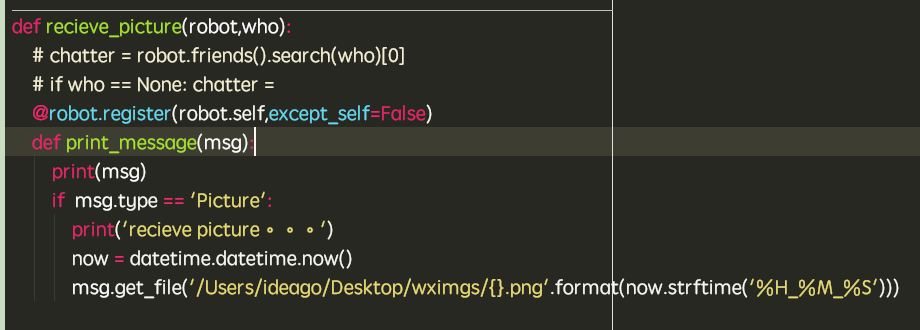 def recieve_picture(robot,who):
# chatter = robot.friends().search(who)[0]
# if who == None: chatter =
@robot.register(robot.self,except_self=False)
def print_message(msg):
print(msg)
if msg.type == 'Picture':
print('recieve picture。。。')
now = datetime.datetime.now()
msg.get_file('/Users/ideago/Desktop/wximgs/{}.png'.format(now.strftime('%H_%M_%S')))